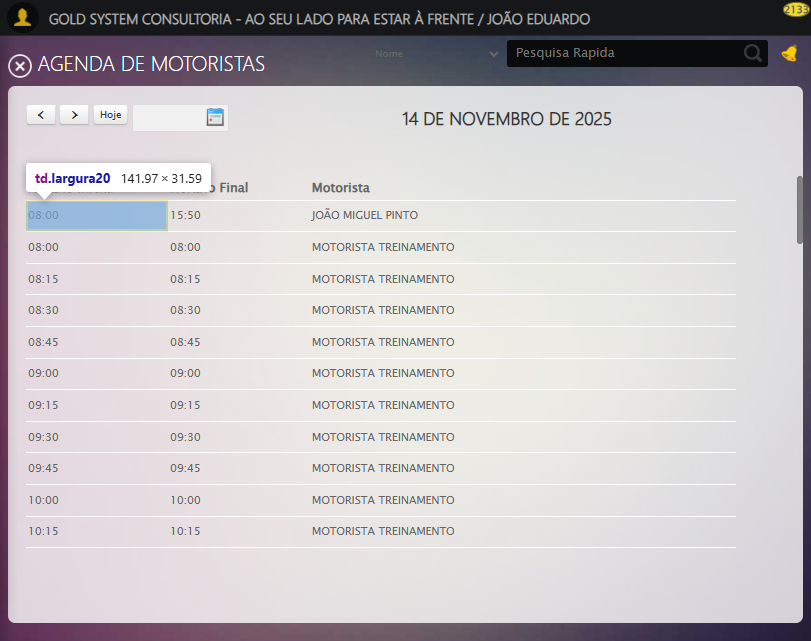 GOLD SYSTEM CONSULTORIA - AO SEU LADO PARA ESTAR À FRENTE / JOÃO EDUARDO
2133
AGENDA DE MOTORISTAS
Nome
Pesquisa Rapida
<
>
Hoje
14 DE NOVEMBRO DE 2025
td.largura20 141.97 × 31.59
Final Motorista
08:00 15:50 JOÃO MIGUEL PINTO
08:00 08:00 MOTORISTA TREINAMENTO
08:15 08:15 MOTORISTA TREINAMENTO
08:30 08:30 MOTORISTA TREINAMENTO
08:45 08:45 MOTORISTA TREINAMENTO
09:00 09:00 MOTORISTA TREINAMENTO
09:15 09:15 MOTORISTA TREINAMENTO
09:30 09:30 MOTORISTA TREINAMENTO
09:45 09:45 MOTORISTA TREINAMENTO
10:00 10:00 MOTORISTA TREINAMENTO
10:15 10:15 MOTORISTA TREINAMENTO